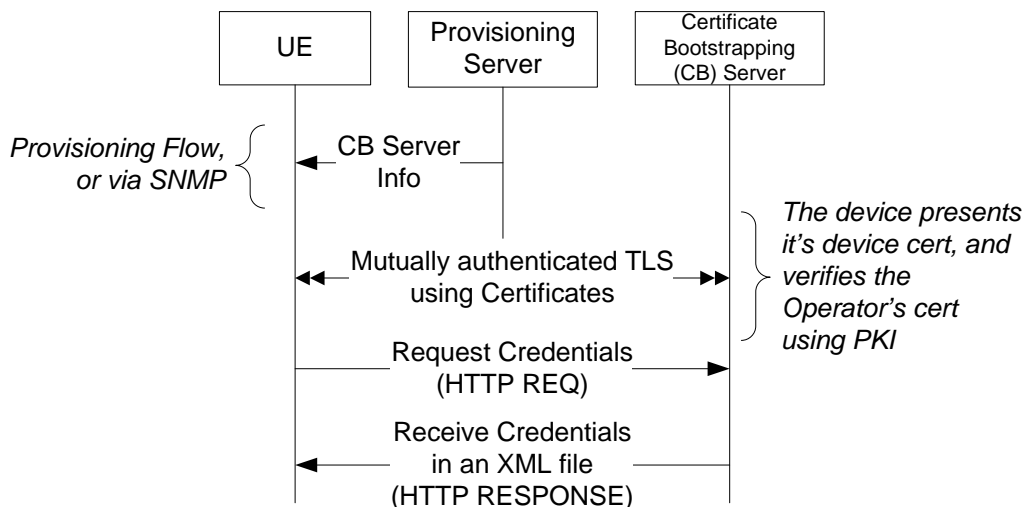 UE
Provisioning
Server
Certificate
Bootstrapping
(CB) Server
Provisioning Flow,
or via SNMP
CB Server
Info
The device presents
it's device cert, and
verifies the
Operator's cert
using PKI
Mutually authenticated TLS
using Certificates
Request Credentials
(HTTP REQ)
Receive Credentials
in an XML file
(HTTP RESPONSE)